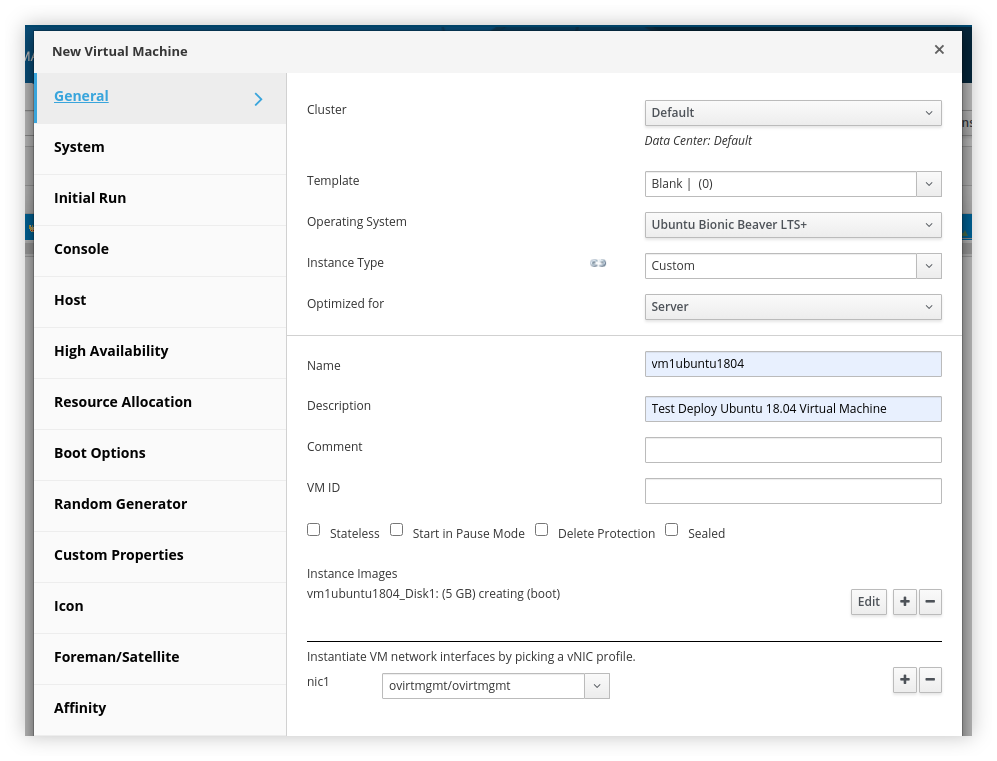 New Virtual Machine
General
System
Initial Run
Console
Host
High Availability
Resource Allocation
Boot Options
Random Generator
Custom Properties
Icon
Foreman/Satellite
Affinity
Cluster Default
Data Center: Default
Template Blank | (0)
Operating System Ubuntu Bionic Beaver LTS+
Instance Type Custom
Optimized for Server
Name vm1ubuntu1804
Description Test Deploy Ubuntu 18.04 Virtual Machine
Comment
VM ID
Stateless Start in Pause Mode Delete Protection Sealed
Instance Images
vm1ubuntu1804_Disk1: (5 GB) creating (boot) Edit + −
Instantiate VM network interfaces by picking a vNIC profile.
nic1 ovirtmgmt/ovirtmgmt + −